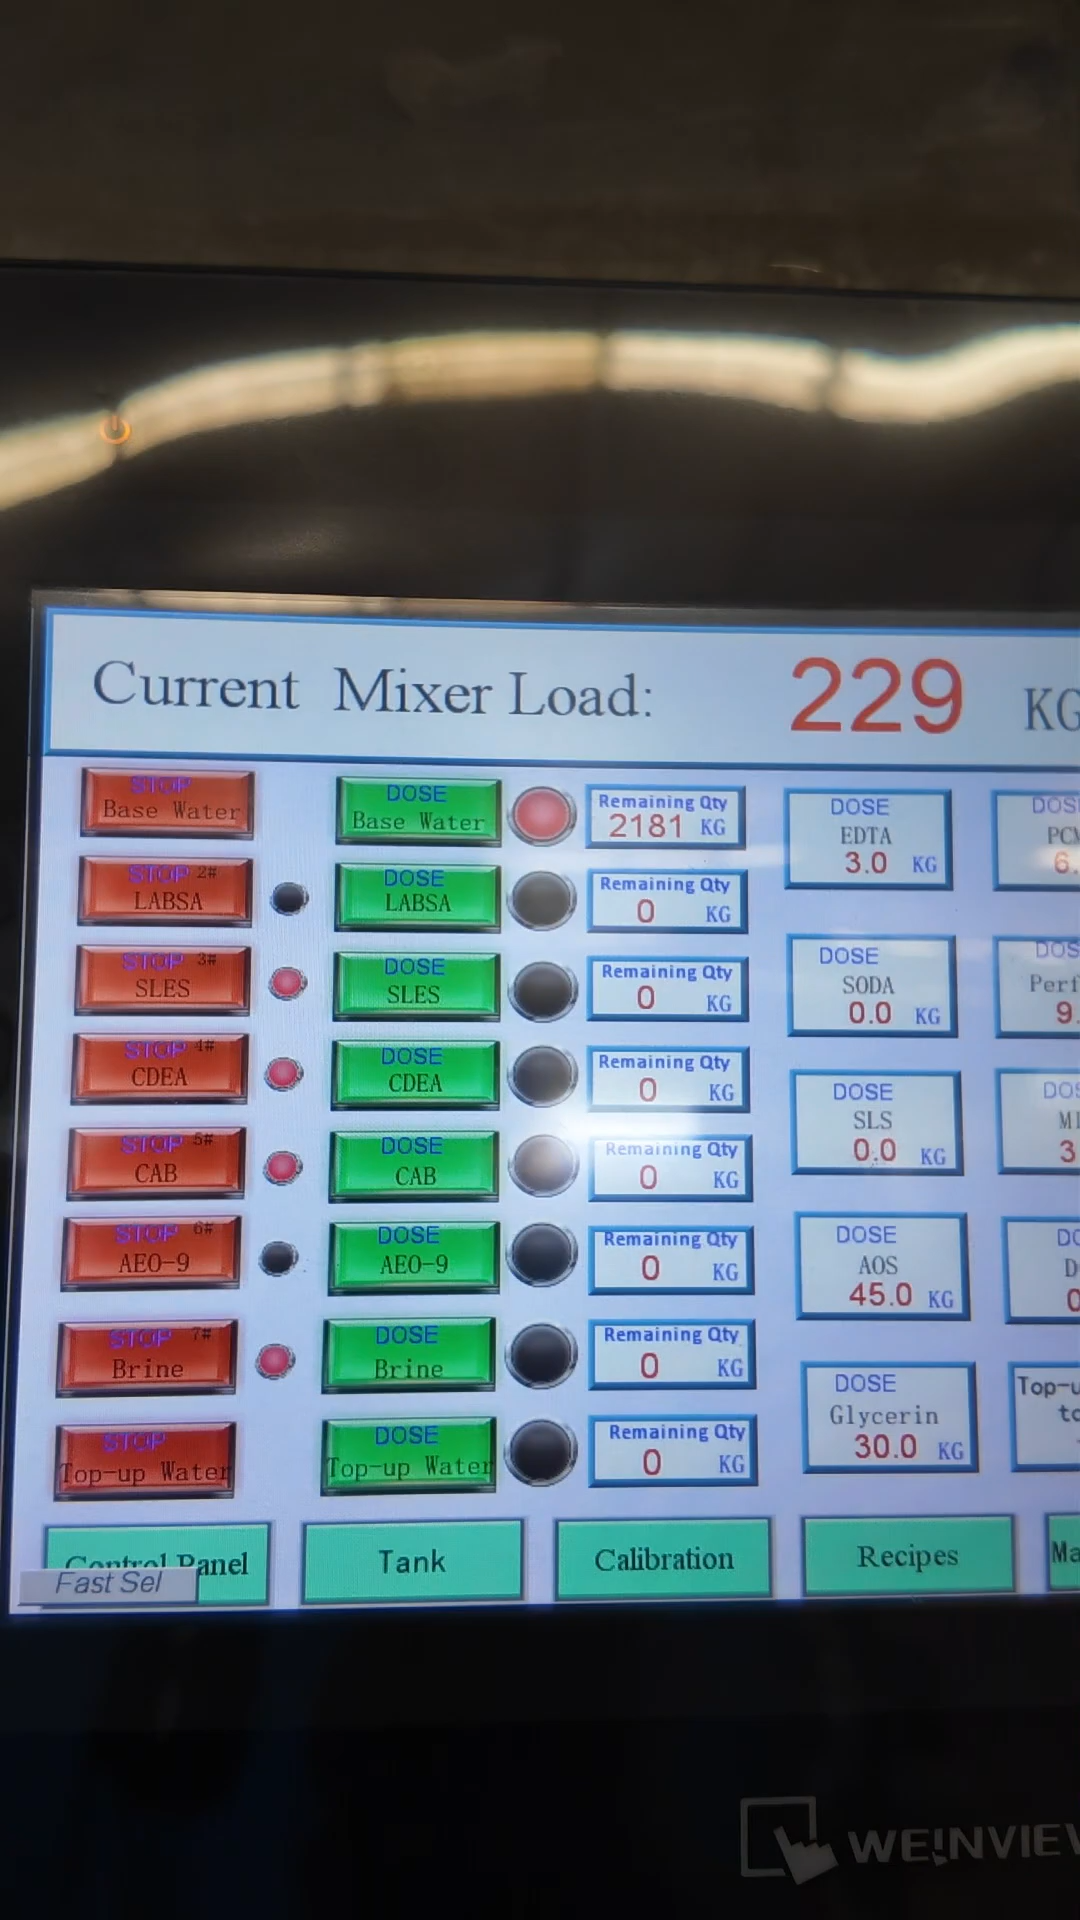 Current Mixer Load: 229 KG
STOP
Base Water
DOSE
Base Water
Remaining Qty
2181 KG
DOSE
EDTA
3.0 KG
STOP 2#
LABSA
DOSE
LABSA
Remaining Qty
0 KG
STOP 3#
SLES
DOSE
SLES
Remaining Qty
0 KG
DOSE
SODA
0.0 KG
STOP 4#
CDEA
DOSE
CDEA
Remaining Qty
0 KG
DOSE
SLS
0.0 KG
STOP 5#
CAB
DOSE
CAB
Remaining Qty
0 KG
STOP 6#
AEO-9
DOSE
AEO-9
Remaining Qty
0 KG
DOSE
AOS
45.0 KG
STOP 7#
Brine
DOSE
Brine
Remaining Qty
0 KG
DOSE
Glycerin
30.0 KG
STOP
Top-up Water
DOSE
Top-up Water
Remaining Qty
0 KG
Control Panel
Fast Sel
Tank
Calibration
Recipes